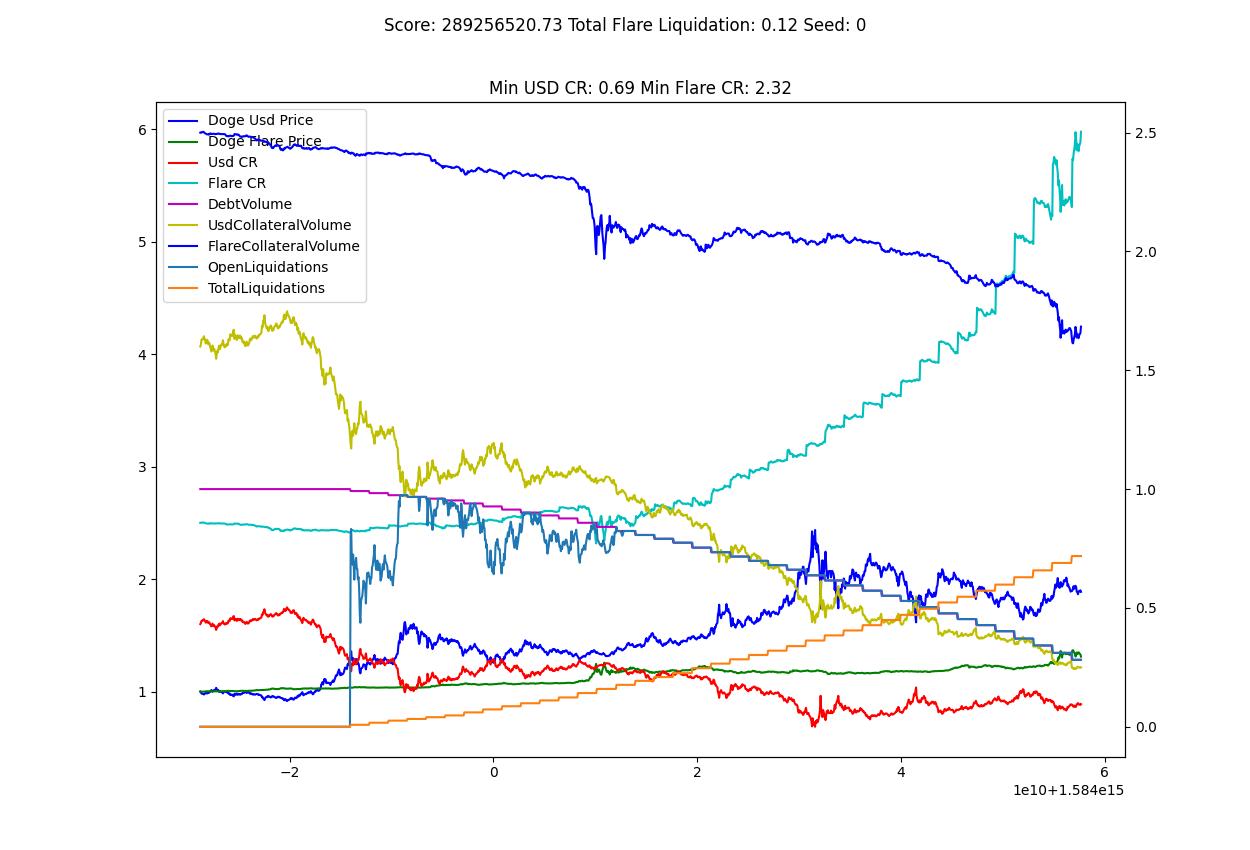 Score: 289256520.73 Total Flare Liquidation: 0.12 Seed: 0
Min USD CR: 0.69 Min Flare CR: 2.32
Doge Usd Price
Doge Flare Price
Usd CR
Flare CR
DebtVolume
UsdCollateralVolume
FlareCollateralVolume
OpenLiquidations
TotalLiquidations
6
5
4
3
2
1
2.5
2.0
1.5
1.0
0.5
0.0
−2 0 2 4 6
1e10+1.584e15